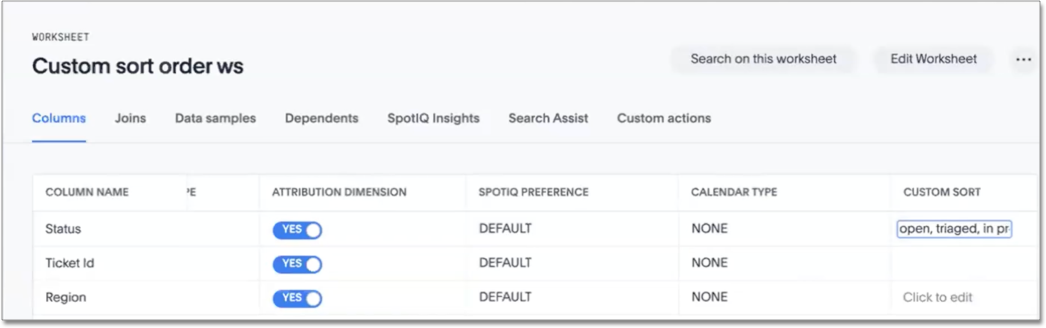 WORKSHEET
Custom sort order ws
Search on this worksheet Edit Worksheet ...
Columns Joins Data samples Dependents SpotIQ Insights Search Assist Custom actions
COLUMN NAME PE ATTRIBUTION DIMENSION SPOTIQ PREFERENCE CALENDAR TYPE CUSTOM SORT
Status YES DEFAULT NONE open, triaged, in pr
Ticket Id YES DEFAULT NONE
Region YES DEFAULT NONE Click to edit